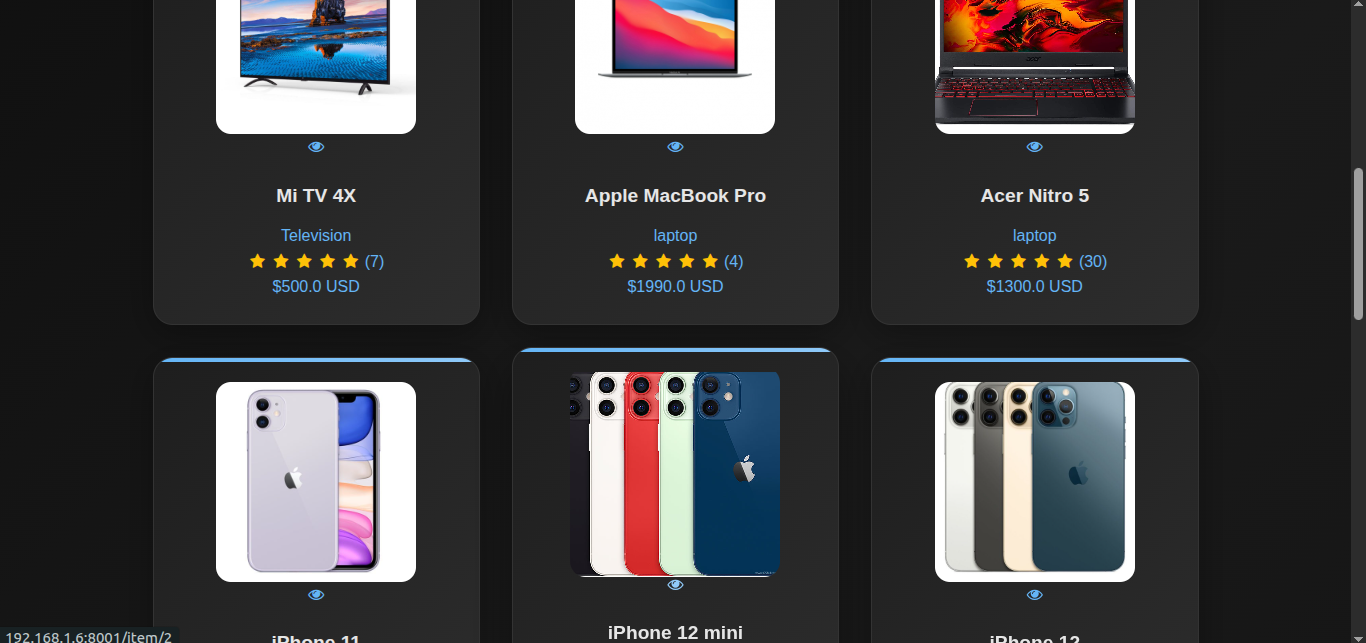 Mi TV 4X
Television
(7)
$500.0 USD
Apple MacBook Pro
laptop
(4)
$1990.0 USD
Acer Nitro 5
laptop
(30)
$1300.0 USD
iPhone 11
iPhone 12 mini
iPhone 12
192.168.1.6:8001/item/2